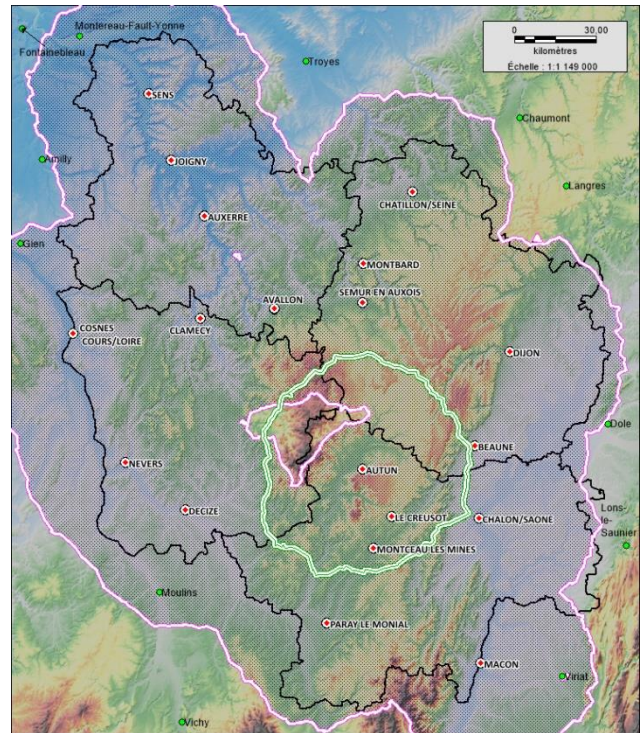 Montereau-Fault-Yonne
Fontainebleau
0 30,00
kilomètres
Échelle : 1:1 149 000
Troyes
SENS
Chaumont
Amilly
JOIGNY
Langres
CHATILLON/SEINE
AUXERRE
Gien
MONTBARD
SEMUR EN AUXOIS
AVALLON
COSNES
COURS/LOIRE
CLAMECY
DIJON
Dole
BEAUNE
NEVERS
AUTUN
DECIZE
LE CREUSOT
CHALON/SAONE
Lons-
le-
Saunier
MONTCEAU LES MINES
Moulins
PARAY LE MONIAL
MACON
Viriat
Vichy